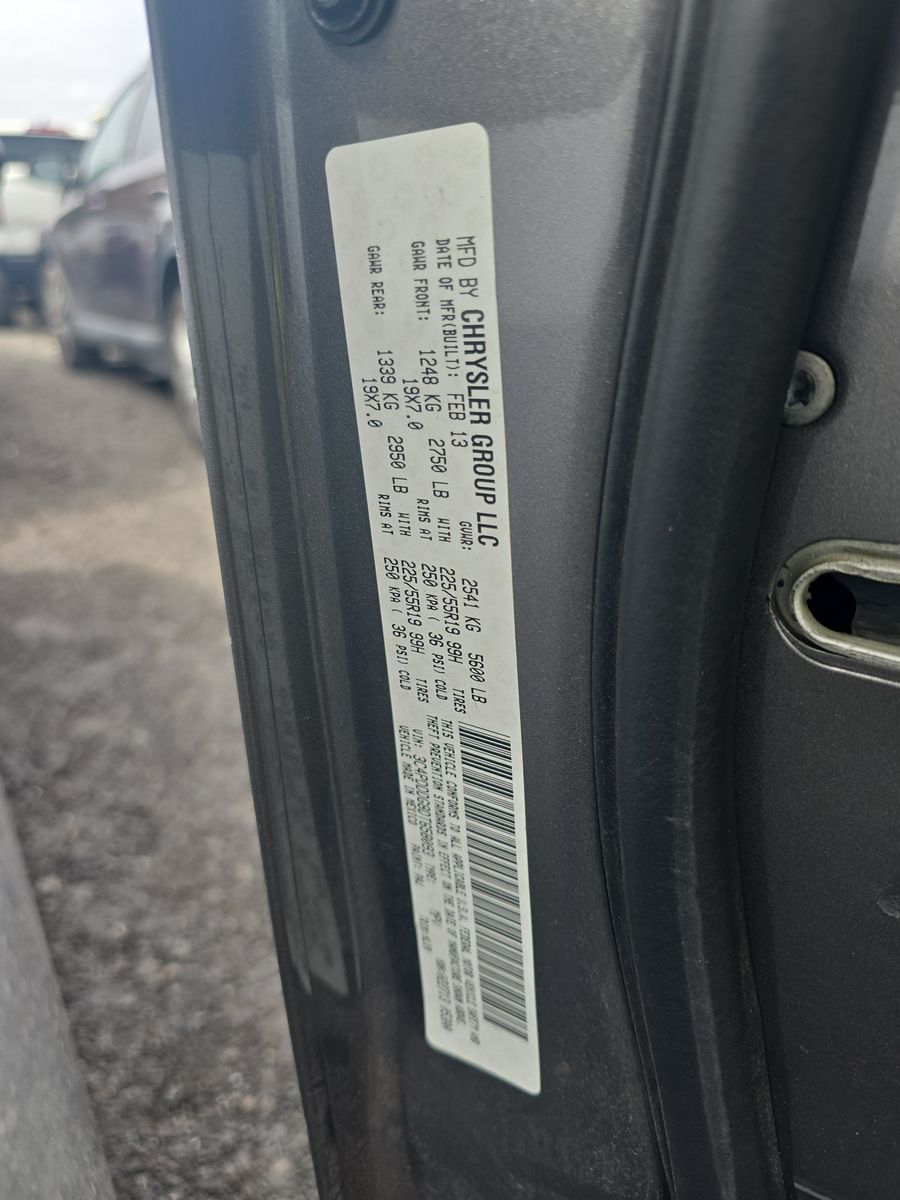 MFD BY CHRYSLER GROUP LLC
DATE OF MFR(BUILT): FEB 13 GVWR: 2541 KG 5600 LB
GAWR FRONT: 1248 KG 2750 LB WITH 225/55R19 99H TIRES
19X7.0 RIMS AT 250 KPA ( 36 PSI) COLD
GAWR REAR: 1339 KG 2950 LB WITH 225/55R19 99H TIRES
19X7.0 RIMS AT 250 KPA ( 36 PSI) COLD
THIS VEHICLE CONFORMS TO ALL APPLICABLE U.S.A. FEDERAL MOTOR VEHICLE SAFETY AND
THEFT PREVENTION STANDARDS IN EFFECT ON THE DATE OF MANUFACTURE SHOWN ABOVE.
VIN: TYPE: MPV
VEHICLE MADE IN MEXICO PAINT: